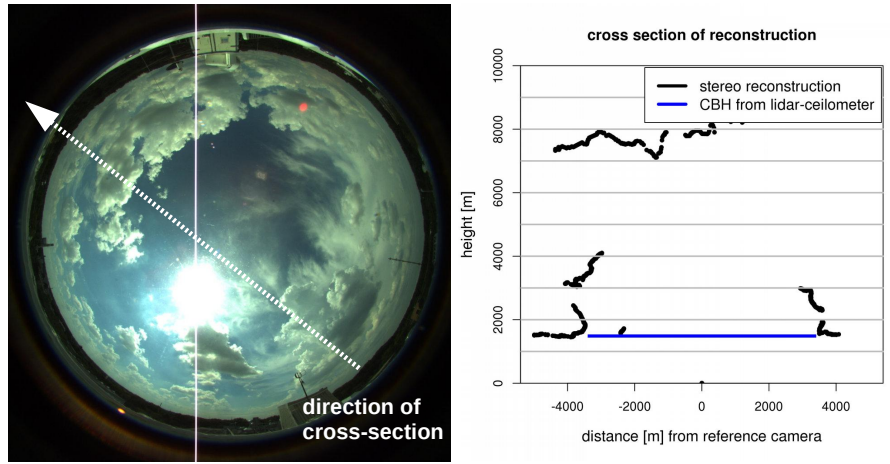 direction of
cross-section
cross section of reconstruction
stereo reconstruction
CBH from lidar-ceilometer
height [m]
10000
8000
6000
4000
2000
0
-4000 -2000 0 2000 4000
distance [m] from reference camera